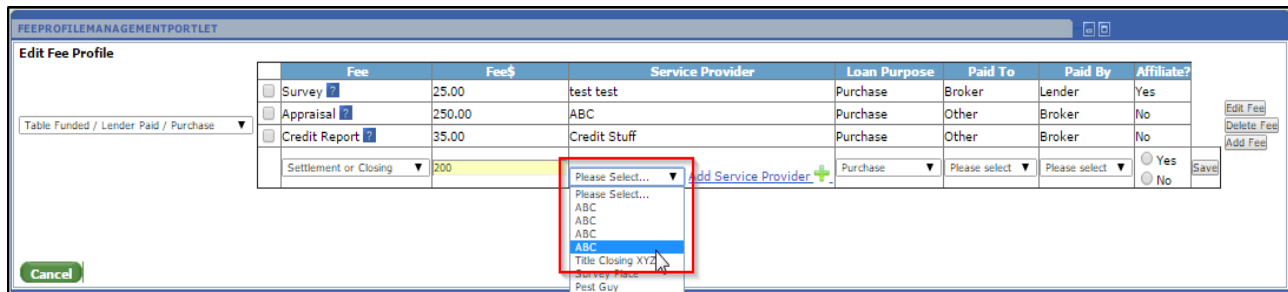 FEEPROFILEMANAGEMENTPORTLET
Edit Fee Profile
Fee Fee$ Service Provider Loan Purpose Paid To Paid By Affiliate?
Survey ? 25.00 test test Purchase Broker Lender Yes
Appraisal ? 250.00 ABC Purchase Other Broker No
Credit Report ? 35.00 Credit Stuff Purchase Other Broker No
Table Funded / Lender Paid / Purchase
Edit Fee
Delete Fee
Add Fee
Settlement or Closing 200 Please Select... Add Service Provider Purchase Please select Please select Yes
No
Save
Please Select...
ABC
ABC
ABC
ABC
Title Closing XYZ
Survey Place
Pest Guy
Cancel